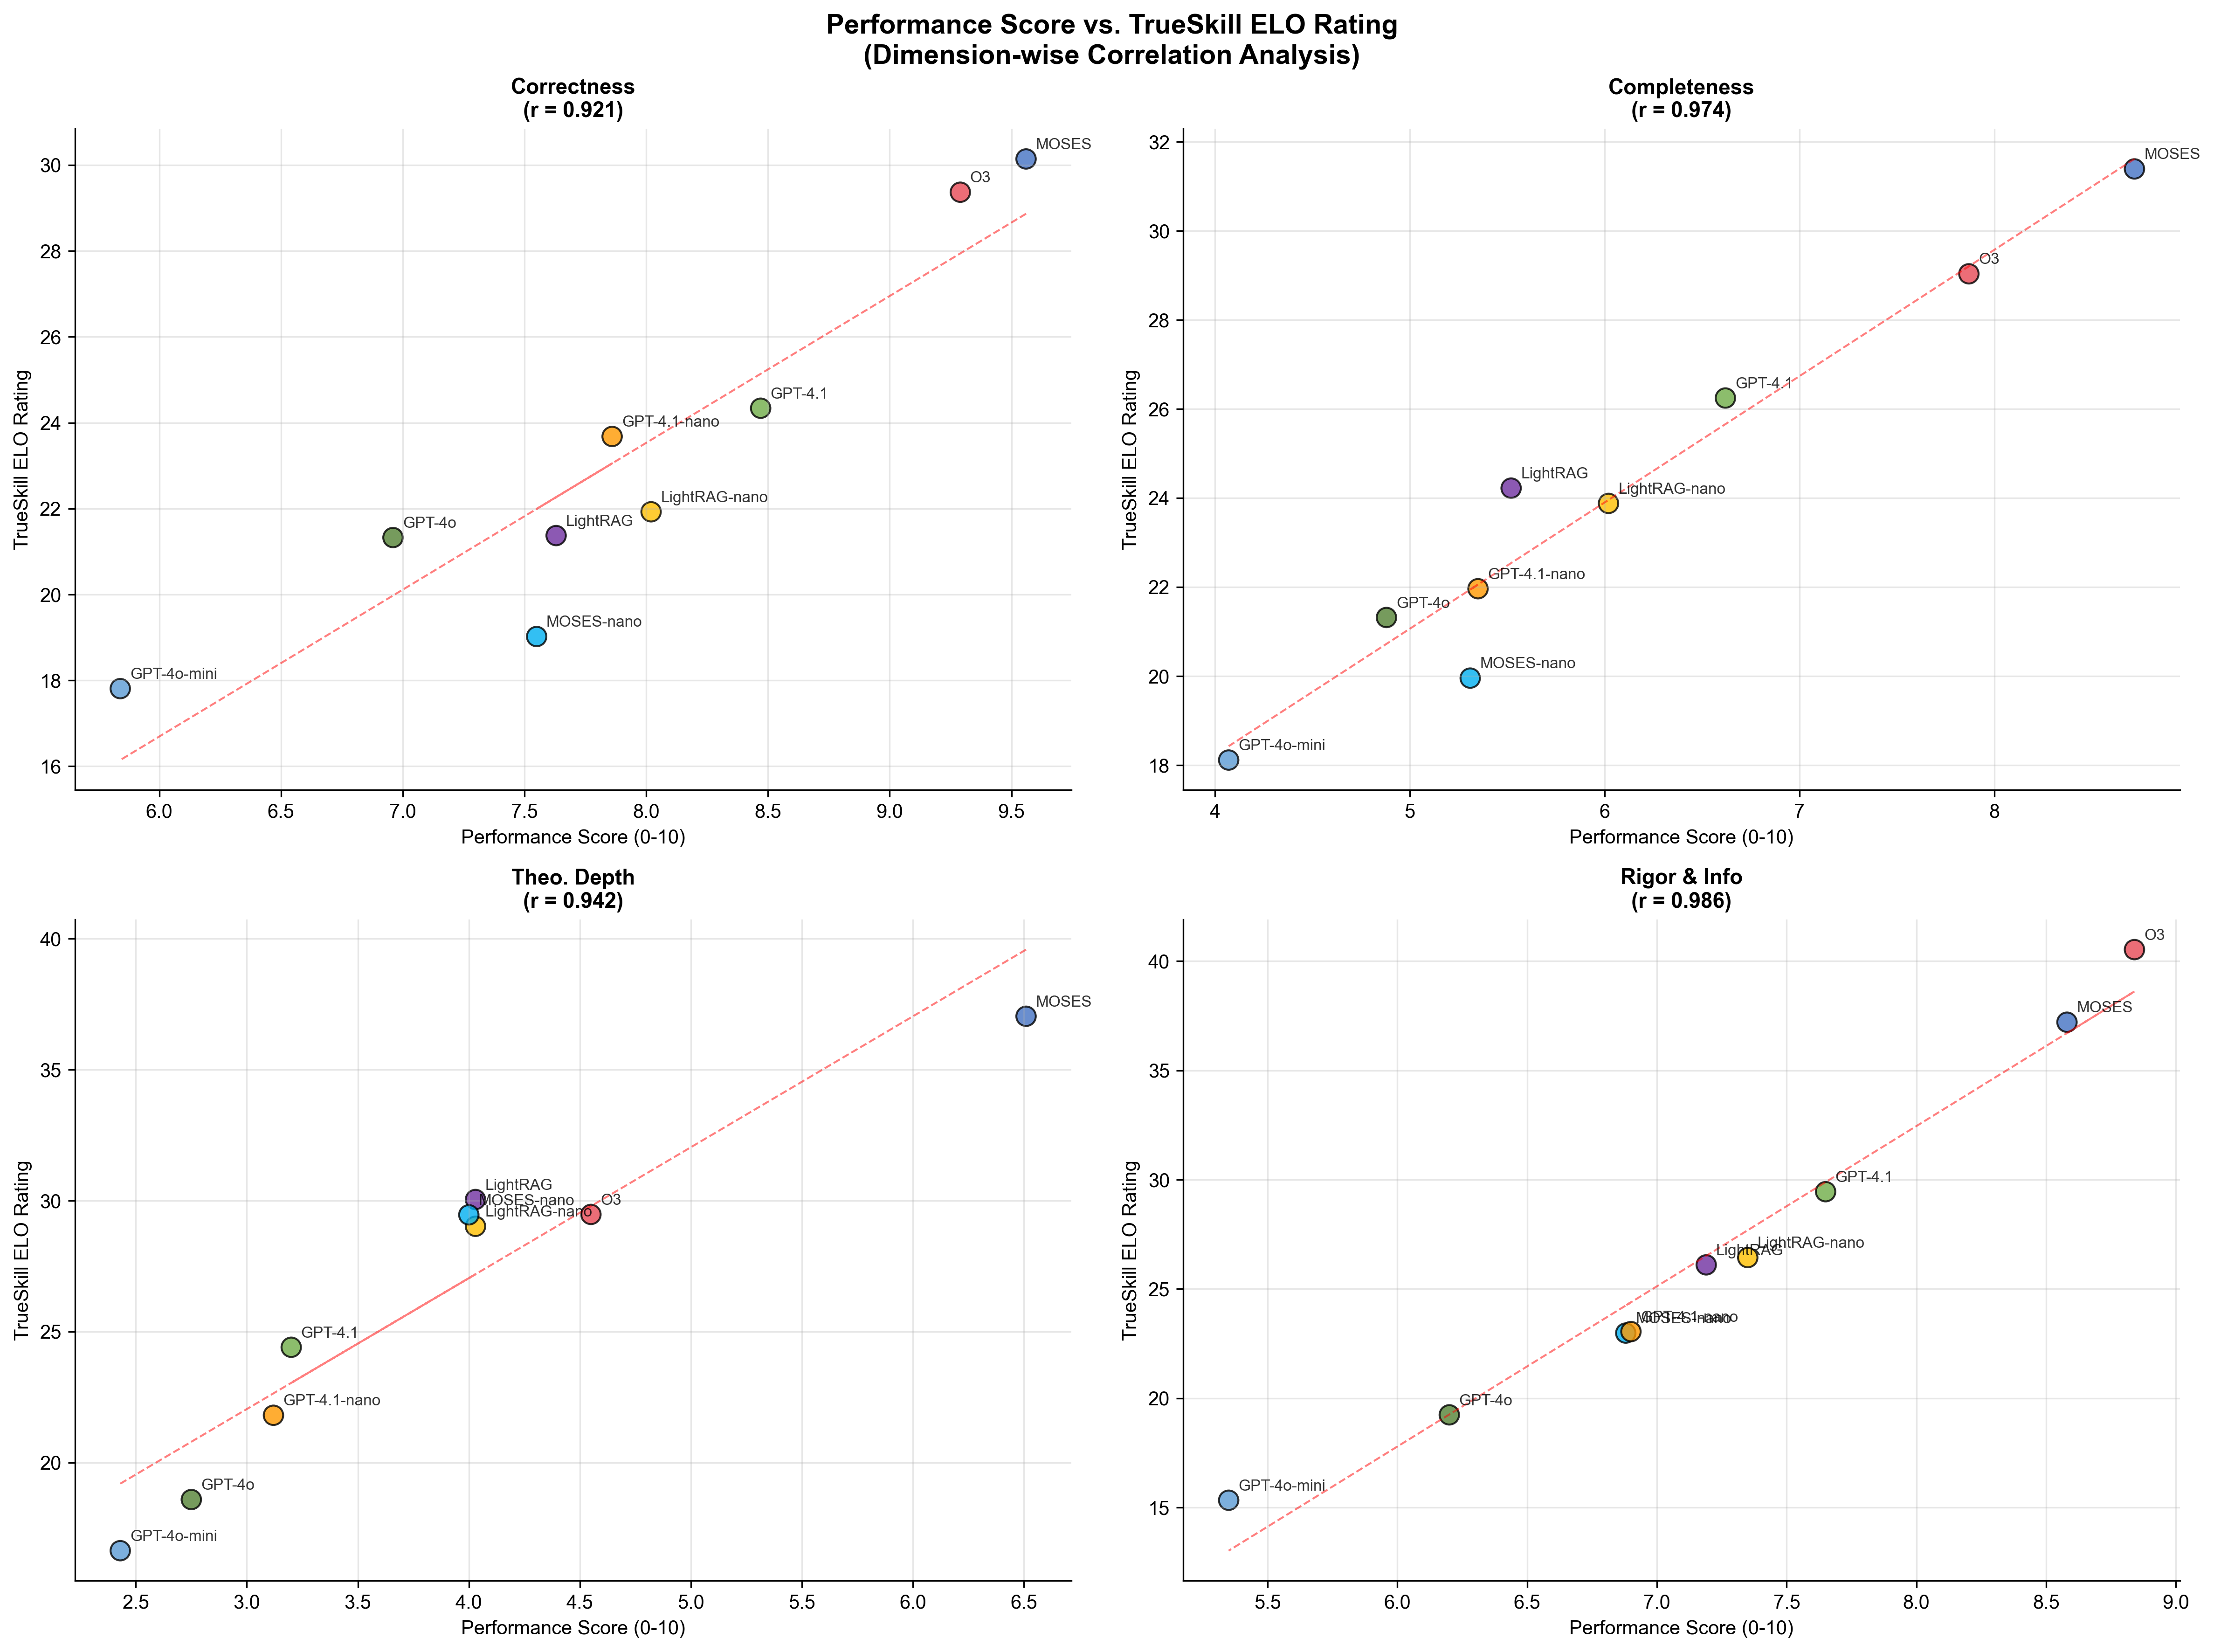 Performance Score vs. TrueSkill ELO Rating
(Dimension-wise Correlation Analysis)
Correctness
(r = 0.921)
TrueSkill ELO Rating
30
28
26
24
22
20
18
16
MOSES
O3
GPT-4.1
GPT-4.1-nano
LightRAG-nano
GPT-4o
LightRAG
MOSES-nano
GPT-4o-mini
6.0 6.5 7.0 7.5 8.0 8.5 9.0 9.5
Performance Score (0-10)
Completeness
(r = 0.974)
TrueSkill ELO Rating
32
30
28
26
24
22
20
18
MOSES
O3
GPT-4.1
LightRAG
LightRAG-nano
GPT-4.1-nano
GPT-4o
MOSES-nano
GPT-4o-mini
4 5 6 7 8
Performance Score (0-10)
Theo. Depth
(r = 0.942)
TrueSkill ELO Rating
40
35
30
25
20
MOSES
LightRAG
MOSES-nano
O3
LightRAG-nano
GPT-4.1
GPT-4.1-nano
GPT-4o
GPT-4o-mini
2.5 3.0 3.5 4.0 4.5 5.0 5.5 6.0 6.5
Performance Score (0-10)
Rigor & Info
(r = 0.986)
TrueSkill ELO Rating
40
35
30
25
20
15
O3
MOSES
GPT-4.1
LightRAG-nano
LightRAG
GPT-4.1-nano
MOSES-nano
GPT-4o
GPT-4o-mini
5.5 6.0 6.5 7.0 7.5 8.0 8.5 9.0
Performance Score (0-10)